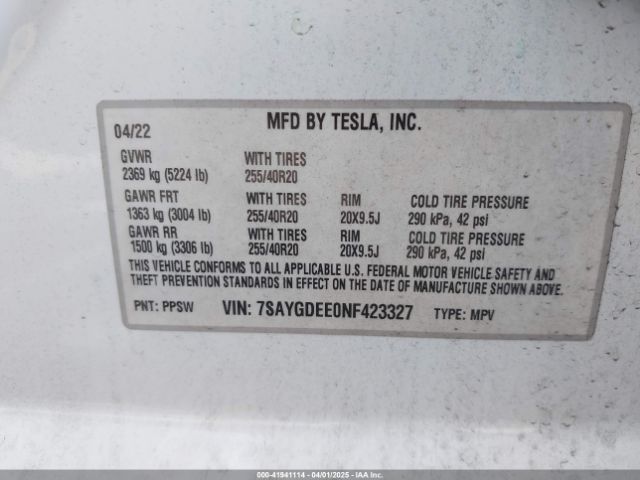 04/22 MFD BY TESLA, INC.
GVWR WITH TIRES
2369 kg (5224 lb) 255/40R20
GAWR FRT WITH TIRES RIM COLD TIRE PRESSURE
1363 kg (3004 lb) 255/40R20 20X9.5J 290 kPa, 42 psi
GAWR RR WITH TIRES RIM COLD TIRE PRESSURE
1500 kg (3306 lb) 255/40R20 20X9.5J 290 kPa, 42 psi
THIS VEHICLE CONFORMS TO ALL APPLICABLE U.S. FEDERAL MOTOR VEHICLE SAFETY AND
THEFT PREVENTION STANDARDS IN EFFECT ON THE DATE OF MANUFACTURE SHOWN ABOVE.
PNT: PPSW VIN: 7SAYGDEE0NF423327 TYPE: MPV
000-41941114 - 04/01/2025 - IAA Inc.